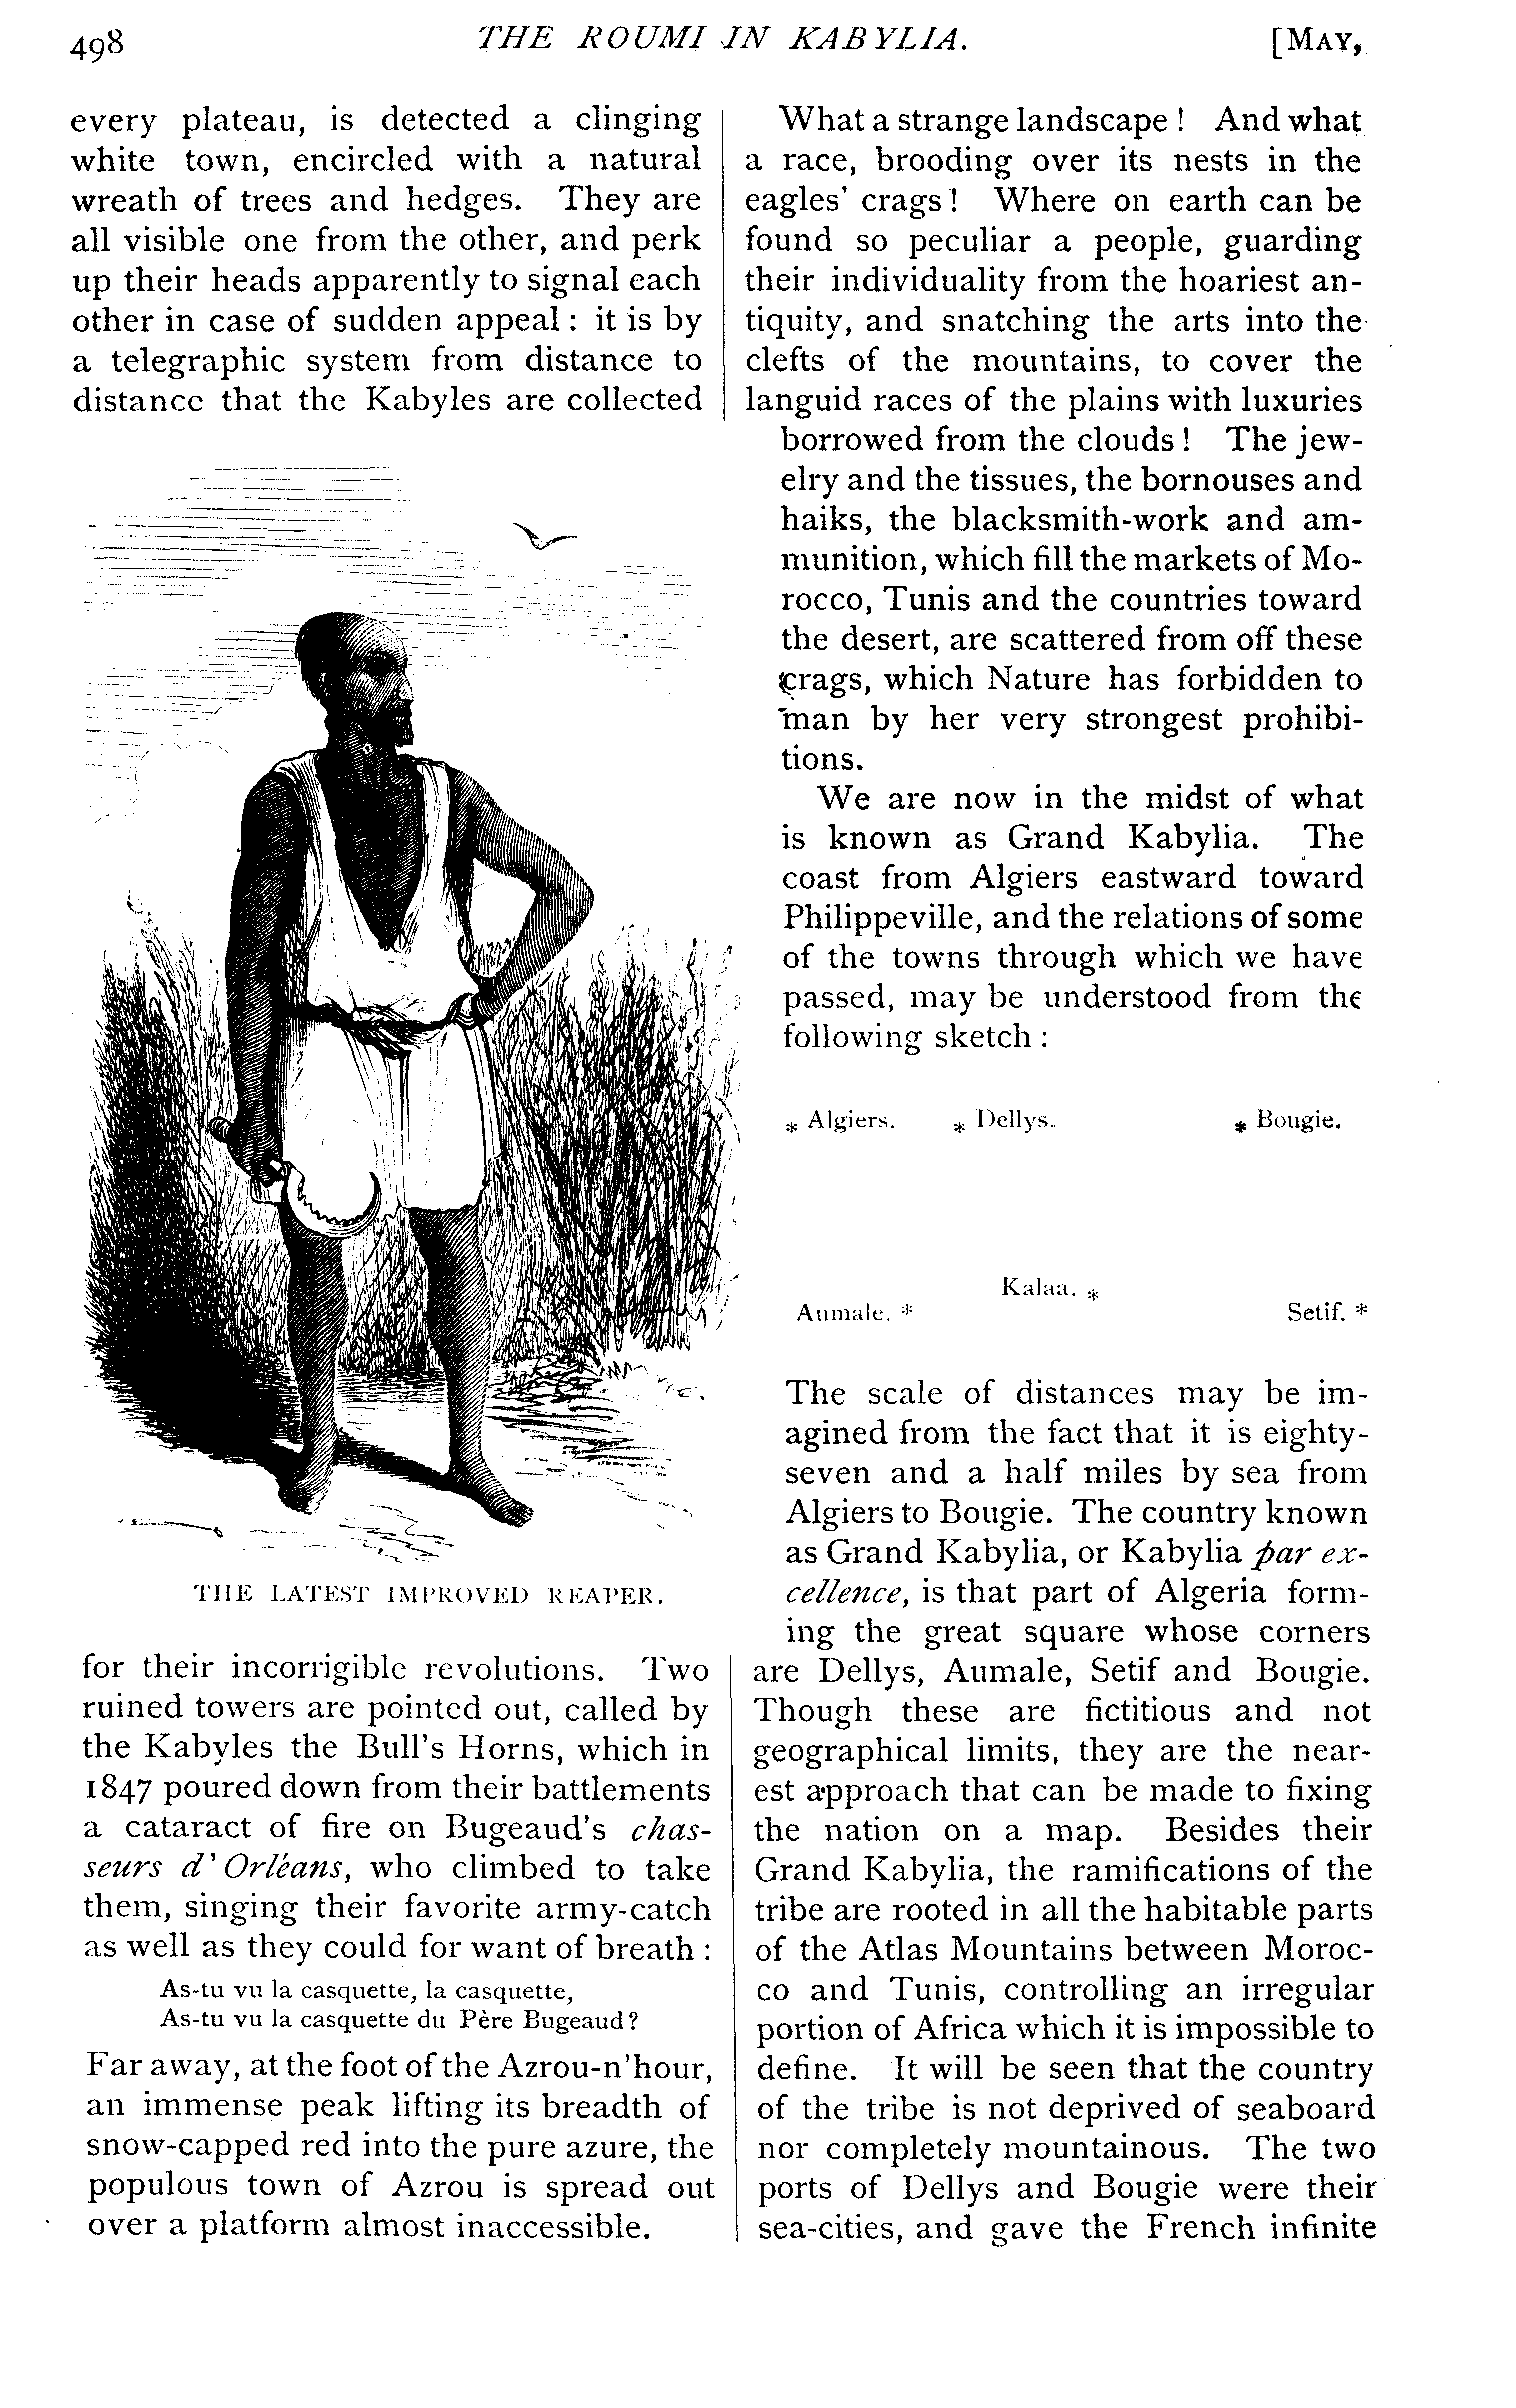 498
THE ROUMI IN KABYLIA.
[MAY,
every plateau, is detected a clinging
white town, encircled with a natural
wreath of trees and hedges. They are
all visible one from the other, and perk
up their heads apparently to signal each
other in case of sudden appeal : it is by
a telegraphic system from distance to
distance that the Kabyles are collected
THE LATEST IMPROVED REAPER.
for their incorrigible revolutions. Two
ruined towers are pointed out, called by
the Kabyles the Bull's Horns, which in
1847 poured down from their battlements
a cataract of fire on Bugeaud's chas-
seurs d'Orléans, who climbed to take
them, singing their favorite army-catch
as well as they could for want of breath :
As-tu vu la casquette, la casquette,
As-tu vu la casquette du Père Bugeaud ?
Far away, at the foot of the Azrou-n'hour,
an immense peak lifting its breadth of
snow-capped red into the pure azure, the
populous town of Azrou is spread out
over a platform almost inaccessible.
What a strange landscape ! And what
a race, brooding over its nests in the
eagles' crags ! Where on earth can be
found so peculiar a people, guarding
their individuality from the hoariest an-
tiquity, and snatching the arts into the
clefts of the mountains, to cover the
languid races of the plains with luxuries
borrowed from the clouds ! The jew-
elry and the tissues, the bornouses and
haiks, the blacksmith-work and am-
munition, which fill the markets of Mo-
rocco, Tunis and the countries toward
the desert, are scattered from off these
crags, which Nature has forbidden to
man by her very strongest prohibi-
tions.
We are now in the midst of what
is known as Grand Kabylia. The
coast from Algiers eastward toward
Philippeville, and the relations of some
of the towns through which we have
passed, may be understood from the
following sketch :
* Algiers. * Dellys. * Bougie.
Kalaa. *
Aumale. * Setif. *
The scale of distances may be im-
agined from the fact that it is eighty-
seven and a half miles by sea from
Algiers to Bougie. The country known
as Grand Kabylia, or Kabylia par ex-
cellence, is that part of Algeria form-
ing the great square whose corners
are Dellys, Aumale, Setif and Bougie.
Though these are fictitious and not
geographical limits, they are the near-
est approach that can be made to fixing
the nation on a map. Besides their
Grand Kabylia, the ramifications of the
tribe are rooted in all the habitable parts
of the Atlas Mountains between Moroc-
co and Tunis, controlling an irregular
portion of Africa which it is impossible to
define. It will be seen that the country
of the tribe is not deprived of seaboard
nor completely mountainous. The two
ports of Dellys and Bougie were their
sea-cities, and gave the French infinite